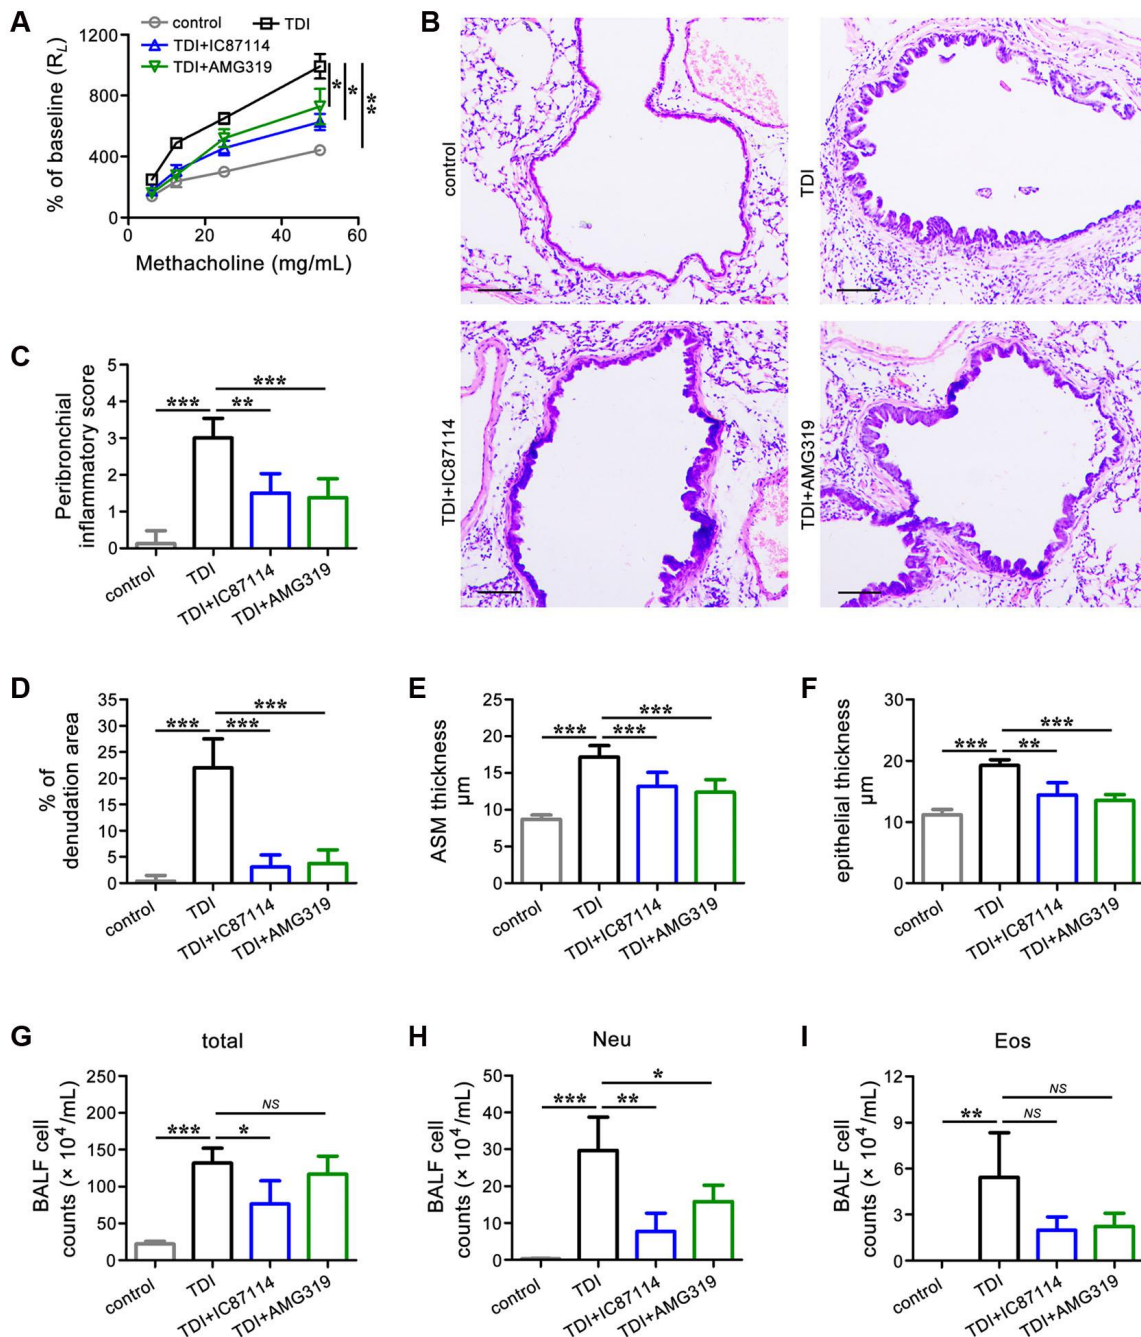 A
control
TDI
TDI+IC87114
TDI+AMG319
% of baseline (RL)
1200
800
400
0
* * **
0 20 40 60
Methacholine (mg/mL)
B
control
TDI
TDI+IC87114
TDI+AMG319
C
Peribronchial
inflammatory score
5
4
3
2
1
0
***
*** **
control
TDI
TDI+IC87114
TDI+AMG319
D
% of
denudation area
35
30
25
20
15
10
5
0
***
*** ***
control
TDI
TDI+IC87114
TDI+AMG319
E
ASM thickness
µm
25
20
15
10
5
0
***
*** ***
control
TDI
TDI+IC87114
TDI+AMG319
F
epithelial thickness
µm
30
20
10
0
***
*** **
control
TDI
TDI+IC87114
TDI+AMG319
G
total
BALF cell
counts (× 10⁴/mL)
250
200
150
100
50
0
NS
*** *
control
TDI
TDI+IC87114
TDI+AMG319
H
Neu
BALF cell
counts (× 10⁴/mL)
50
40
30
20
10
0
*
*** **
control
TDI
TDI+IC87114
TDI+AMG319
I
Eos
BALF cell
counts (× 10⁴/mL)
12
9
6
3
0
NS
** NS
control
TDI
TDI+IC87114
TDI+AMG319